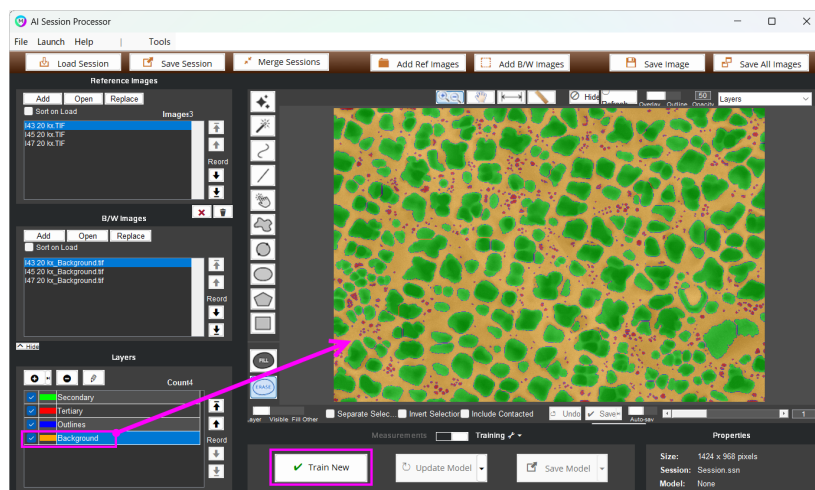 AI Session Processor
File Launch Help | Tools
Load Session Save Session Merge Sessions Add Ref Images Add B/W Images Save Image Save All Images
Reference Images
Add Open Replace
Sort on Load
Images3
I43 20 kx.TIF
I45 20 kx.TIF
I47 20 kx.TIF
Reord
Hide
Overlay Outline Opacity
50
Layers
B/W Images
Add Open Replace
Sort on Load
I43 20 kx_Background.tif
I45 20 kx_Background.tif
I47 20 kx_Background.tif
Reord
Hide
Layers
Count4
Secondary
Tertiary
Outlines
Background
Reord
FILL
ERASE
Layer Visible Fill Other Separate Selec... Invert Selection Include Contacted Undo Save Auto-sav 1
Measurements Training
Train New Update Model Save Model
Properties
Size: 1424 x 968 pixels
Session: Session.ssn
Model: None